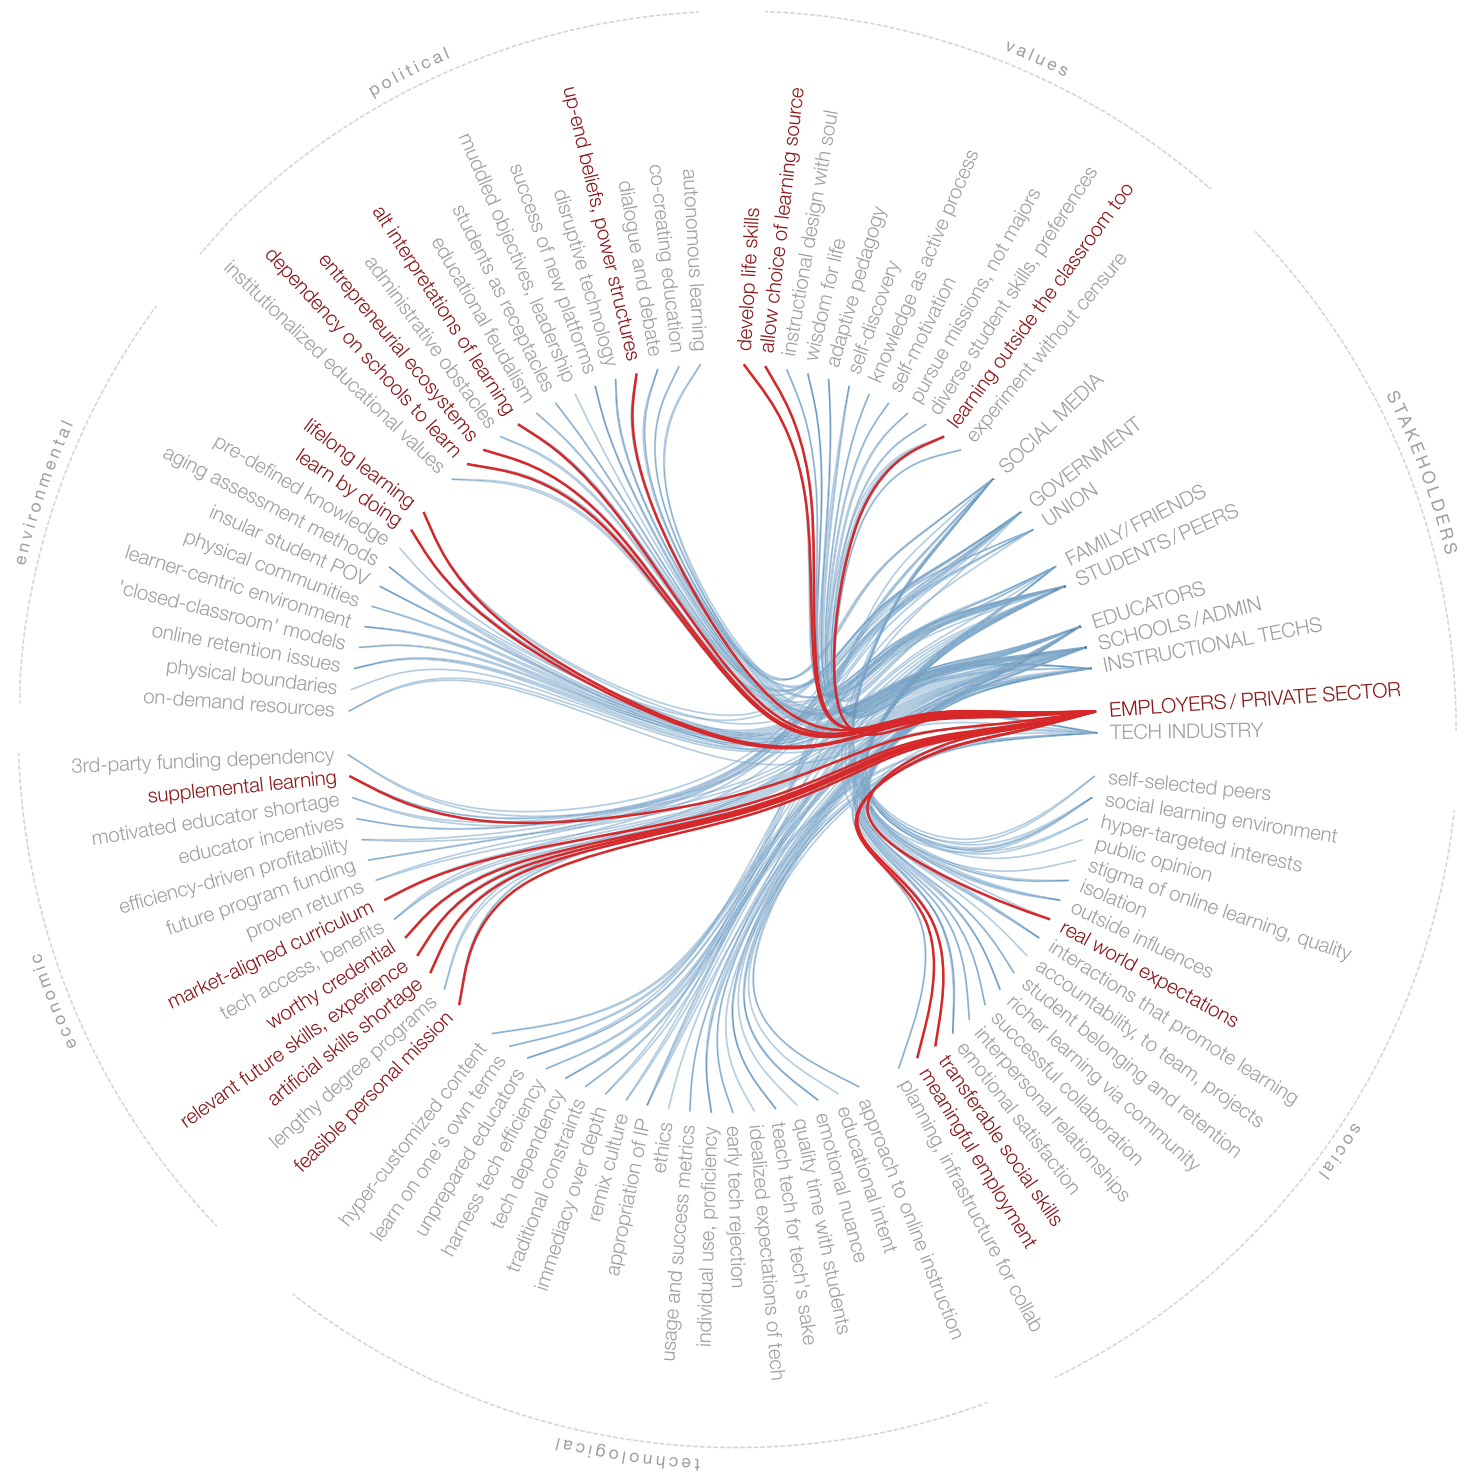 values
develop life skills
allow choice of learning source
instructional design with soul
wisdom for life
adaptive pedagogy
self-discovery
knowledge as active process
self-motivation
pursue missions, not majors
diverse student skills, preferences
learning outside the classroom too
experiment without censure
STAKEHOLDERS
SOCIAL MEDIA
GOVERNMENT
UNION
FAMILY/FRIENDS
STUDENTS/PEERS
EDUCATORS
SCHOOLS/ADMIN
INSTRUCTIONAL TECHS
EMPLOYERS / PRIVATE SECTOR
TECH INDUSTRY
social
self-selected peers
social learning environment
hyper-targeted interests
public opinion
stigma of online learning, quality
isolation
outside influences
real world expectations
interactions that promote learning
accountability, to team, projects
student belonging and retention
richer learning via community
successful collaboration
interpersonal relationships
emotional satisfaction
transferable social skills
meaningful employment
planning, infrastructure for collab
technological
approach to online instruction
educational intent
emotional nuance
quality time with students
teach tech for tech's sake
idealized expectations of tech
early tech rejection
individual use, proficiency
usage and success metrics
ethics
appropriation of IP
remix culture
immediacy over depth
traditional constraints
tech dependency
harness tech efficiency
unprepared educators
learn on one's own terms
hyper-customized content
economic
feasible personal mission
lengthy degree programs
artificial skills shortage
relevant future skills, experience
worthy credential
tech access, benefits
market-aligned curriculum
proven returns
future program funding
efficiency-driven profitability
educator incentives
motivated educator shortage
supplemental learning
3rd-party funding dependency
environmental
on-demand resources
physical boundaries
online retention issues
'closed-classroom' models
learner-centric environment
physical communities
insular student POV
aging assessment methods
pre-defined knowledge
learn by doing
lifelong learning
political
institutionalized educational values
dependency on schools to learn
entrepreneurial ecosystems
administrative obstacles
alt interpretations of learning
educational feudalism
students as receptacles
muddled objectives, leadership
success of new platforms
disruptive technology
up-end beliefs, power structures
dialogue and debate
co-creating education
autonomous learning